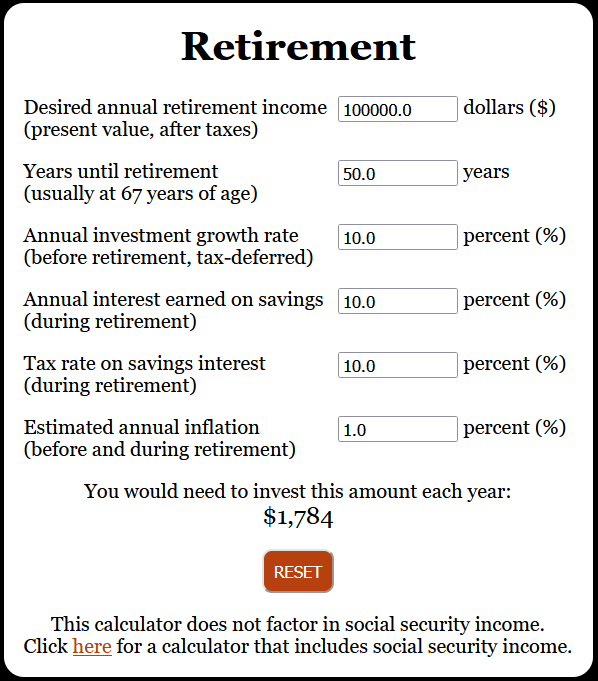 Retirement
Desired annual retirement income 100000.0 dollars ($)
(present value, after taxes)
Years until retirement 50.0 years
(usually at 67 years of age)
Annual investment growth rate 10.0 percent (%)
(before retirement, tax-deferred)
Annual interest earned on savings 10.0 percent (%)
(during retirement)
Tax rate on savings interest 10.0 percent (%)
(during retirement)
Estimated annual inflation 1.0 percent (%)
(before and during retirement)
You would need to invest this amount each year:
$1,784
RESET
This calculator does not factor in social security income.
Click here for a calculator that includes social security income.